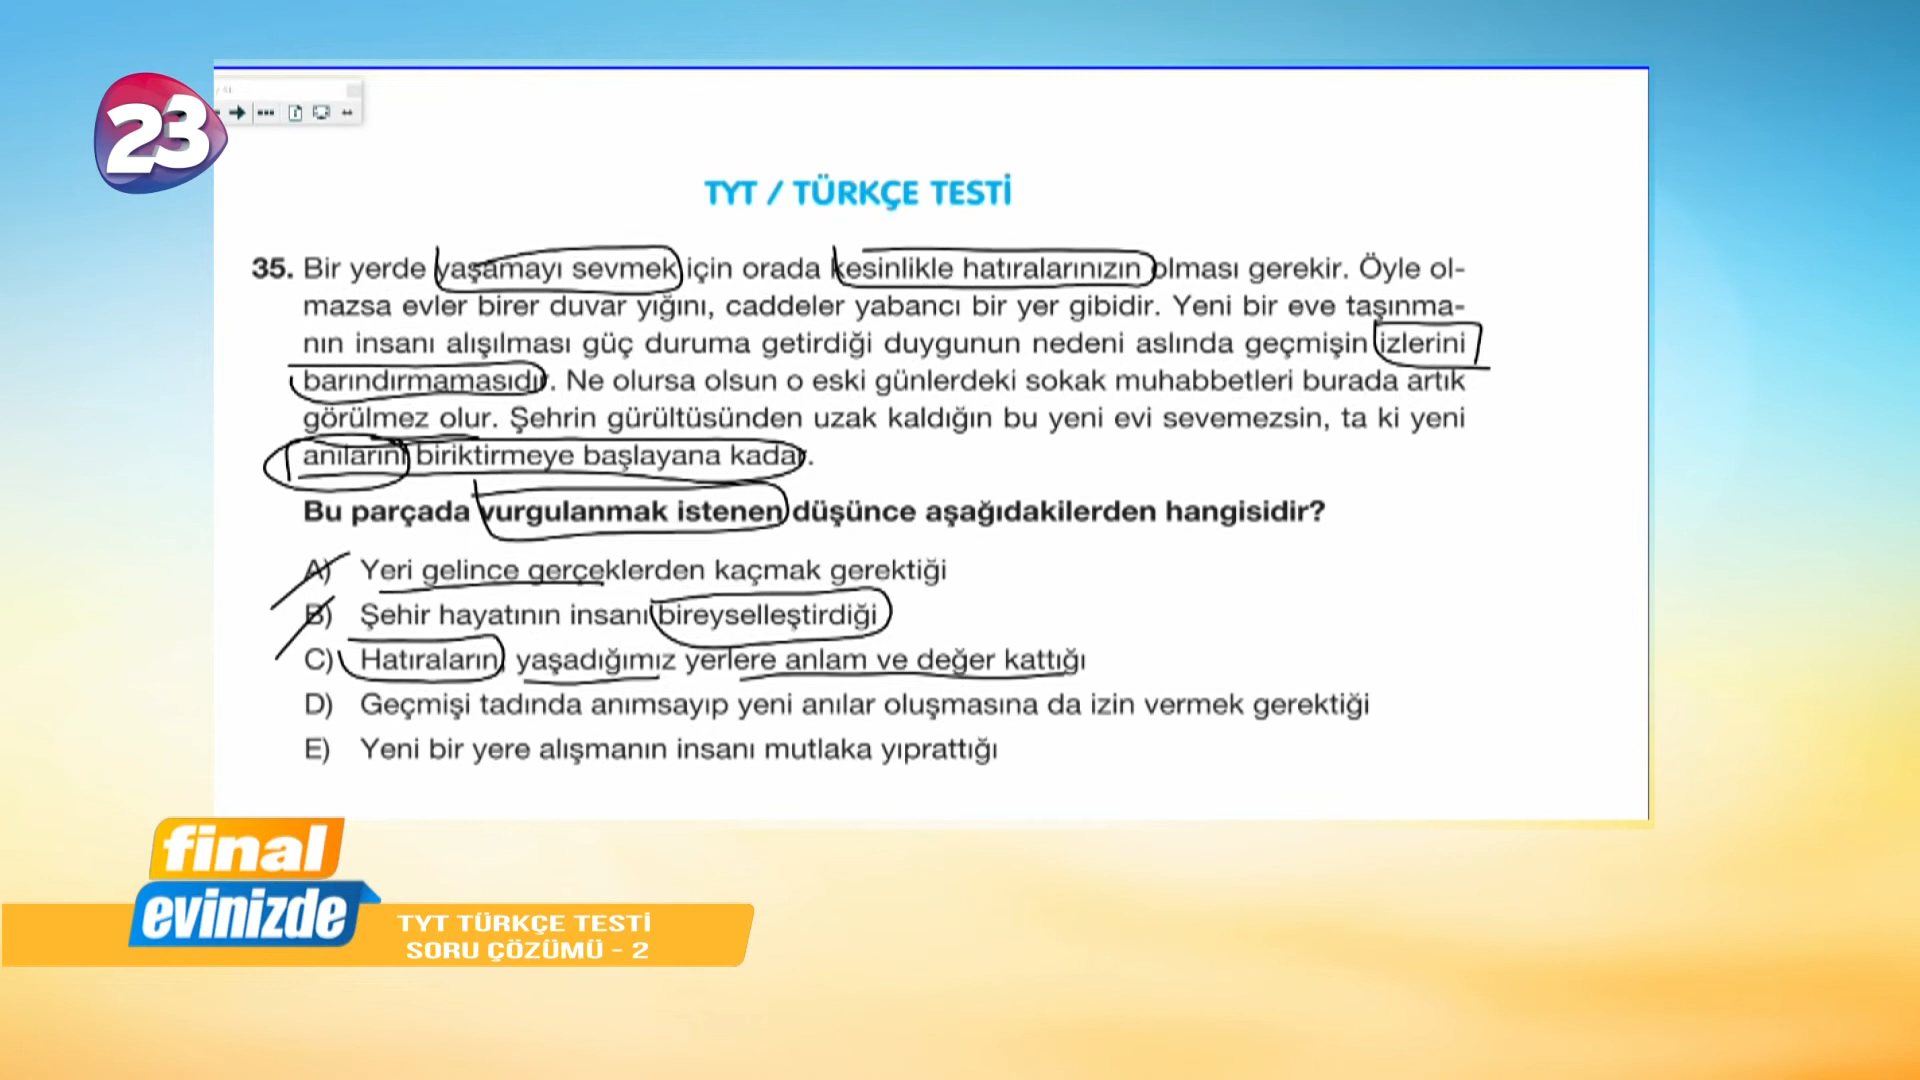 / 41
23
TYT / TÜRKÇE TESTİ
35. Bir yerde yaşamayı sevmek için orada kesinlikle hatıralarınızın olması gerekir. Öyle ol-
mazsa evler birer duvar yığını, caddeler yabancı bir yer gibidir. Yeni bir eve taşınma-
nın insanı alışılması güç duruma getirdiği duygunun nedeni aslında geçmişin izlerini
barındırmamasıdır. Ne olursa olsun o eski günlerdeki sokak muhabbetleri burada artık
görülmez olur. Şehrin gürültüsünden uzak kaldığın bu yeni evi sevemezsin, ta ki yeni
anıların biriktirmeye başlayana kadar.
Bu parçada vurgulanmak istenen düşünce aşağıdakilerden hangisidir?
A) Yeri gelince gerçeklerden kaçmak gerektiği
B) Şehir hayatının insanı bireyselleştirdiği
C) Hatıraların, yaşadığımız yerlere anlam ve değer kattığı
D) Geçmişi tadında anımsayıp yeni anılar oluşmasına da izin vermek gerektiği
E) Yeni bir yere alışmanın insanı mutlaka yıprattığı
final
evinizde
TYT TÜRKÇE TESTİ
SORU ÇÖZÜMÜ - 2